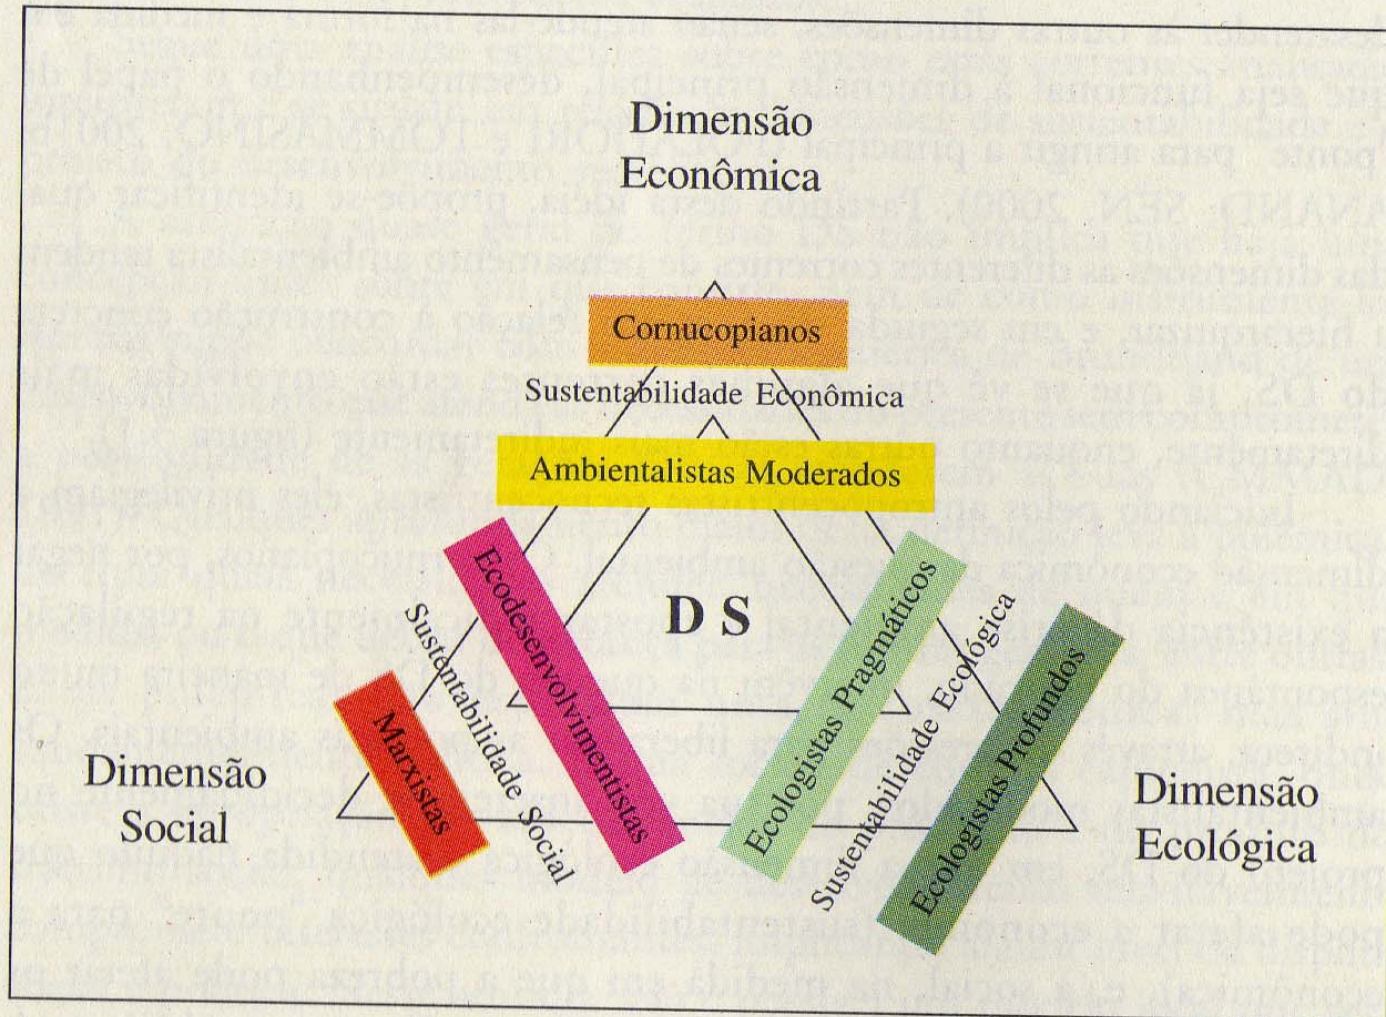 Dimensão
Econômica
Cornucopianos
Sustentabilidade Econômica
Ambientalistas Moderados
Ecodesenvolvimentistas
D S
Ecologistas Pragmáticos
Sustentabilidade Social
Sustentabilidade Ecológica
Marxistas
Ecologistas Profundos
Dimensão
Social
Dimensão
Ecológica